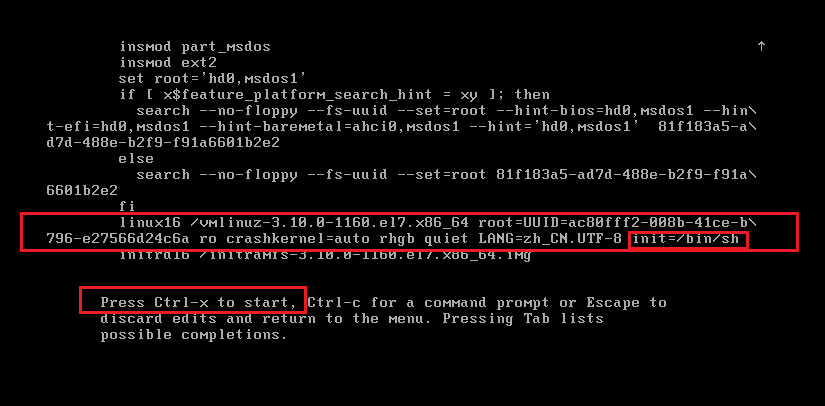 insmod part_msdos
insmod ext2
set root='hd0,msdos1'
if [ x$feature_platform_search_hint = xy ]; then
search --no-floppy --fs-uuid --set=root --hint-bios=hd0,msdos1 --hin\
t-efi=hd0,msdos1 --hint-baremetal=ahci0,msdos1 --hint='hd0,msdos1'  81f183a5-a\
d7d-488e-b2f9-f91a6601b2e2
else
search --no-floppy --fs-uuid --set=root 81f183a5-ad7d-488e-b2f9-f91a\
6601b2e2
fi
linux16 /vmlinuz-3.10.0-1160.el7.x86_64 root=UUID=ac80fff2-008b-41ce-b\
796-e27566d24c6a ro crashkernel=auto rhgb quiet LANG=zh_CN.UTF-8 init=/bin/sh
initrd16 /initramfs-3.10.0-1160.el7.x86_64.img
Press Ctrl-x to start, Ctrl-c for a command prompt or Escape to
discard edits and return to the menu. Pressing Tab lists
possible completions.